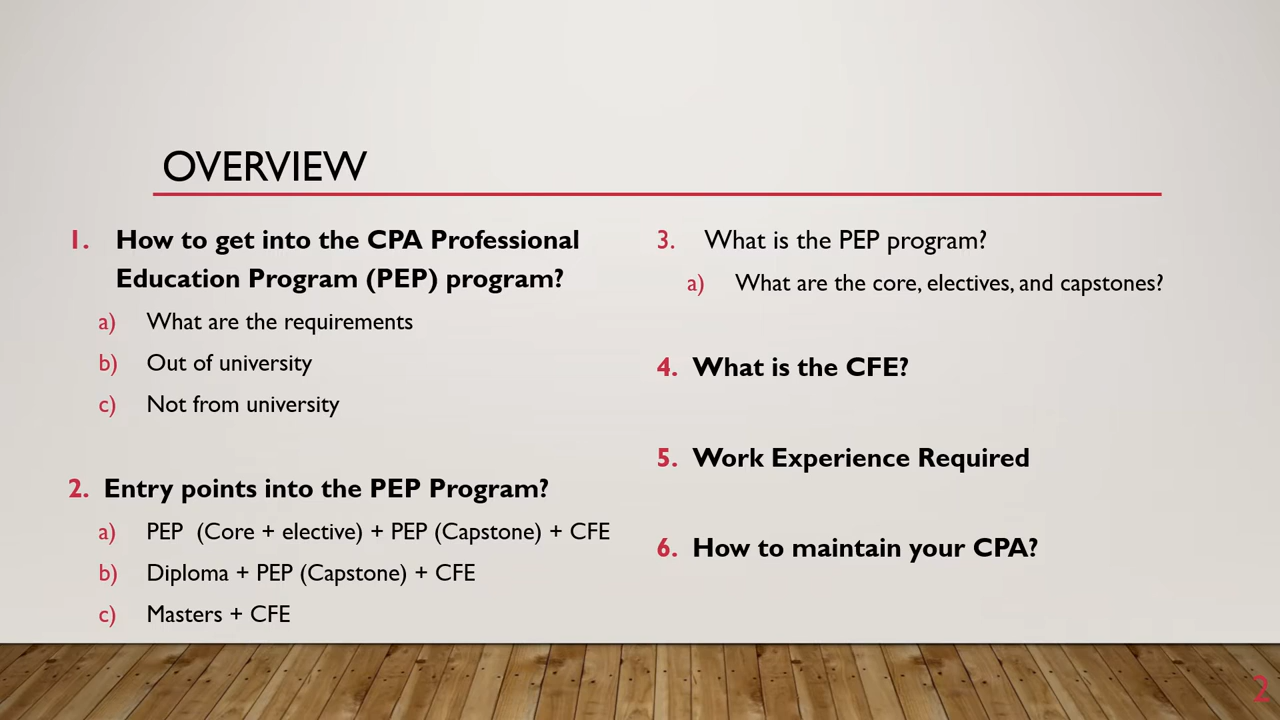 OVERVIEW
1. How to get into the CPA Professional
Education Program (PEP) program?
a) What are the requirements
b) Out of university
c) Not from university
2. Entry points into the PEP Program?
a) PEP (Core + elective) + PEP (Capstone) + CFE
b) Diploma + PEP (Capstone) + CFE
c) Masters + CFE
3. What is the PEP program?
a) What are the core, electives, and capstones?
4. What is the CFE?
5. Work Experience Required
6. How to maintain your CPA?
2